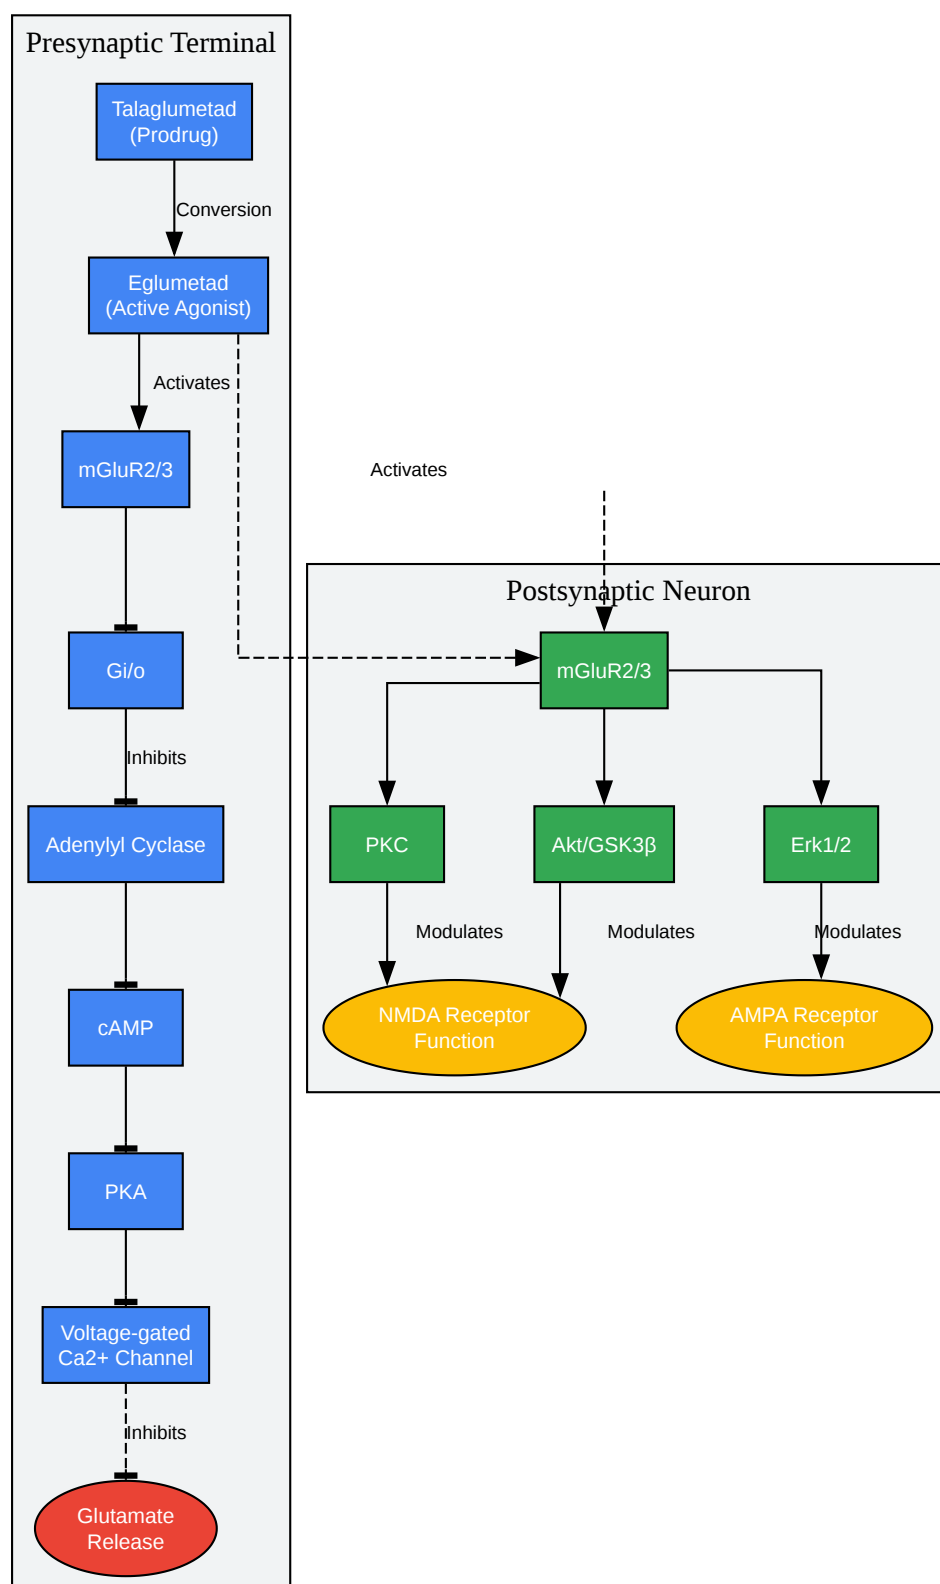 Presynaptic Terminal
Talaglumetad
(Prodrug)
Conversion
Eglumetad
(Active Agonist)
Activates
mGluR2/3
Gi/o
Inhibits
Adenylyl Cyclase
cAMP
PKA
Voltage-gated
Ca2+ Channel
Inhibits
Glutamate
Release
Activates
Postsynaptic Neuron
mGluR2/3
PKC
Akt/GSK3β
Erk1/2
Modulates
Modulates
Modulates
NMDA Receptor
Function
AMPA Receptor
Function